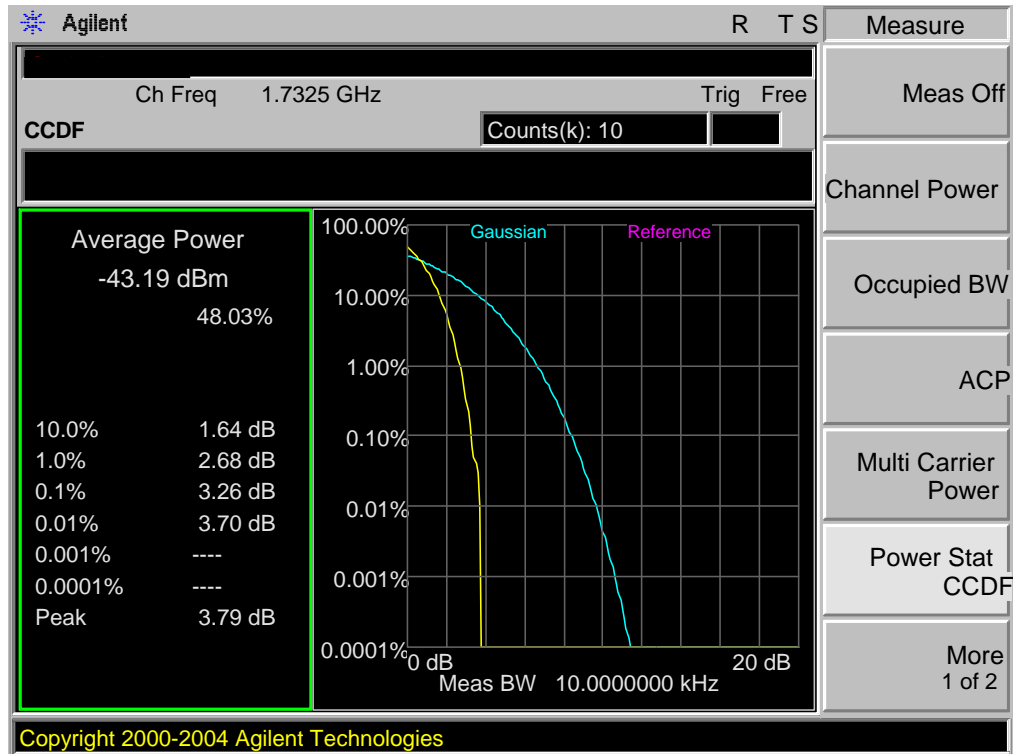 Agilent R T S Measure
Ch Freq 1.7325 GHz Trig Free
CCDF Counts(k): 10
Average Power
-43.19 dBm
48.03%
10.0% 1.64 dB
1.0% 2.68 dB
0.1% 3.26 dB
0.01% 3.70 dB
0.001% ----
0.0001% ----
Peak 3.79 dB
Gaussian Reference
100.00%
10.00%
1.00%
0.10%
0.01%
0.001%
0.0001%
0 dB 20 dB
Meas BW 10.0000000 kHz
Meas Off
Channel Power
Occupied BW
ACP
Multi Carrier
Power
Power Stat
CCDF
More
1 of 2
Copyright 2000-2004 Agilent Technologies